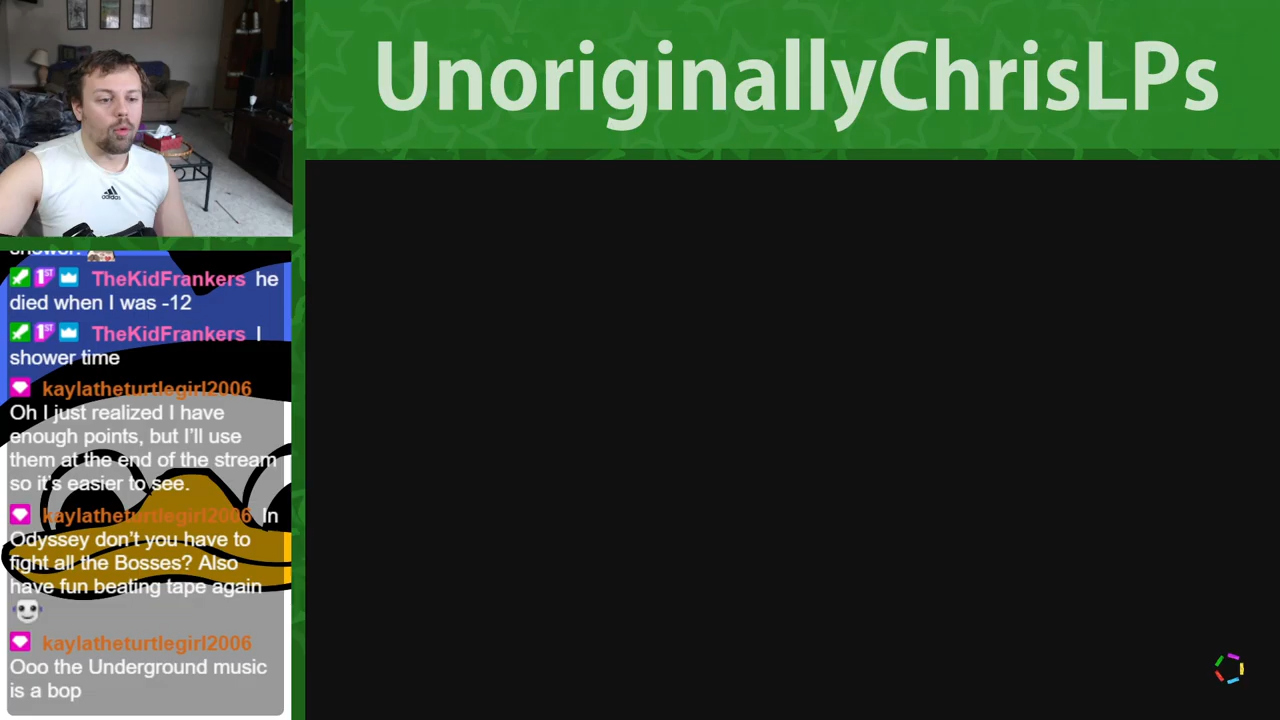 UnoriginallyChrisLPs
adidas
shower.
TheKidFrankers he
died when I was -12
TheKidFrankers I
shower time
kaylatheturtlegirl2006
Oh I just realized I have
enough points, but I'll use
them at the end of the stream
so it's easier to see.
kaylatheturtlegirl2006 In
Odyssey don't you have to
fight all the Bosses? Also
have fun beating tape again
kaylatheturtlegirl2006
Ooo the Underground music
is a bop